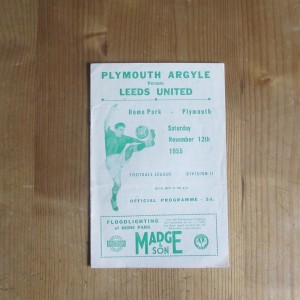 PLYMOUTH ARGYLE
Versus
LEEDS UNITED
Home Park - Plymouth
Saturday
November 12th
1955
FOOTBALL LEAGUE DIVISION II
OFFICIAL PROGRAMME - 3d.
FLOODLIGHTING
at HOME PARK
MADGE
& SON